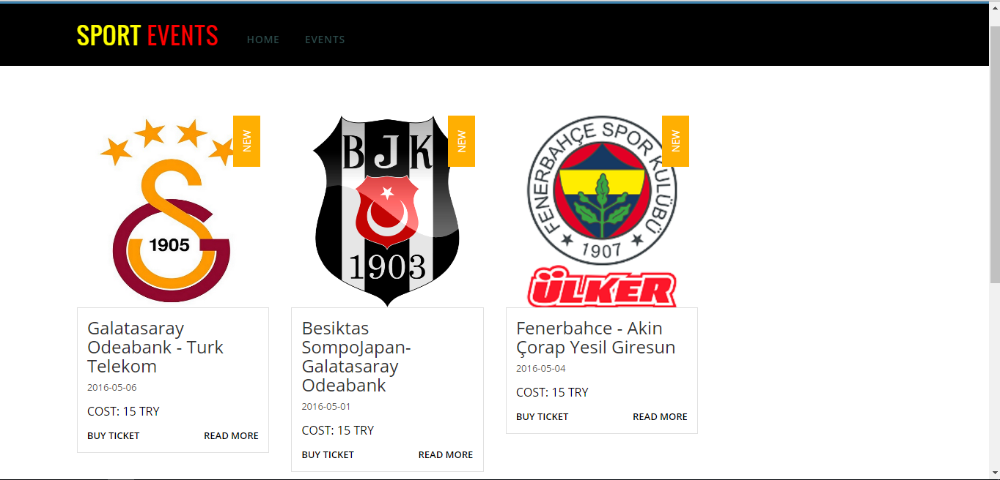 SPORT EVENTS
HOME
EVENTS
NEW
1905
Galatasaray
Odeabank - Turk
Telekom
2016-05-06
COST: 15 TRY
BUY TICKET
READ MORE
NEW
BJK
1903
Besiktas
SompoJapan-
Galatasaray
Odeabank
2016-05-01
COST: 15 TRY
BUY TICKET
READ MORE
NEW
FENERBAHÇE SPOR KULÜBÜ
1907
ÜLKER
Fenerbahce - Akin
Çorap Yesil Giresun
2016-05-04
COST: 15 TRY
BUY TICKET
READ MORE